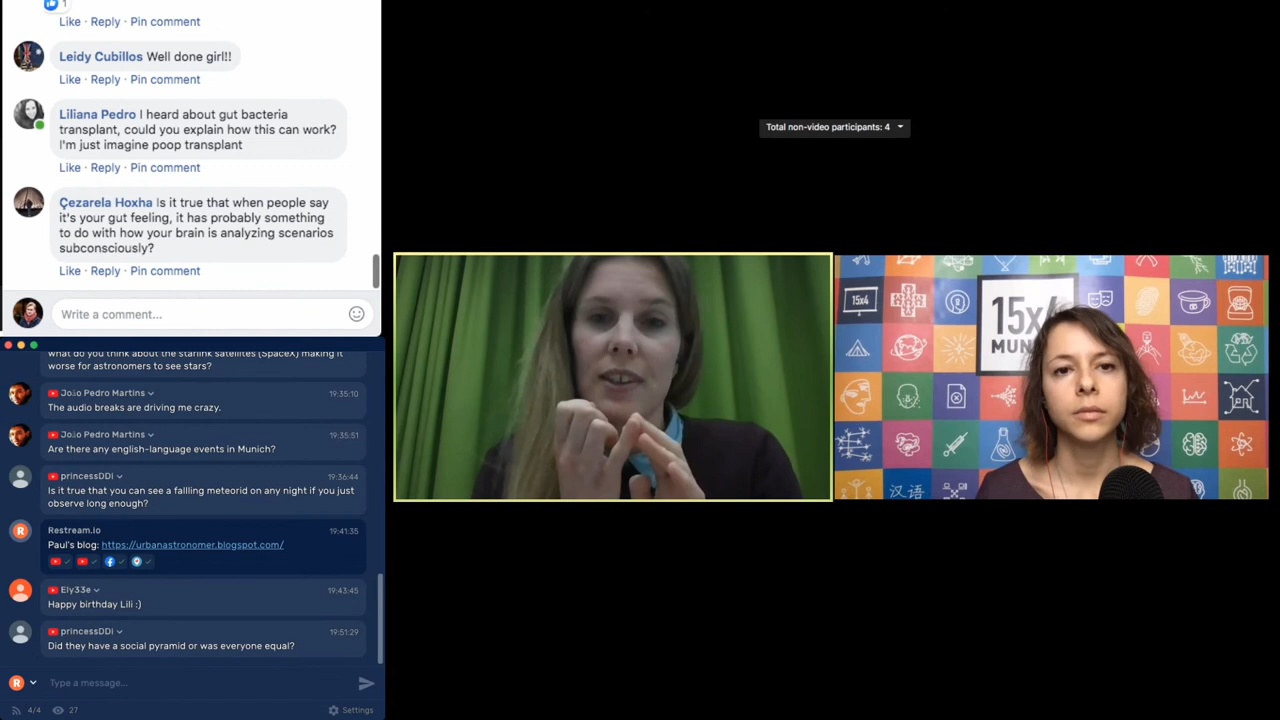 1
Like · Reply · Pin comment
Leidy Cubillos Well done girl!!
Like · Reply · Pin comment
Liliana Pedro I heard about gut bacteria
transplant, could you explain how this can work?
I'm just imagine poop transplant
Like · Reply · Pin comment
Çezarela Hoxha Is it true that when people say
it's your gut feeling, it has probably something
to do with how your brain is analyzing scenarios
subconsciously?
Like · Reply · Pin comment
Write a comment...
what do you think about the starlink satellites (SpaceX) making it
worse for astronomers to see stars?
João Pedro Martins 19:35:10
The audio breaks are driving me crazy.
João Pedro Martins 19:35:51
Are there any english-language events in Munich?
princessDDi 19:36:44
Is it true that you can see a fallling meteorid on any night if you just
observe long enough?
Restream.io 19:41:35
Paul's blog: https://urbanastronomer.blogspot.com/
Ely33e 19:43:45
Happy birthday Lili :)
princessDDi 19:51:29
Did they have a social pyramid or was everyone equal?
Type a message...
4/4 27 Settings
Total non-video participants: 4
15x4
15x4
MUN
汉语